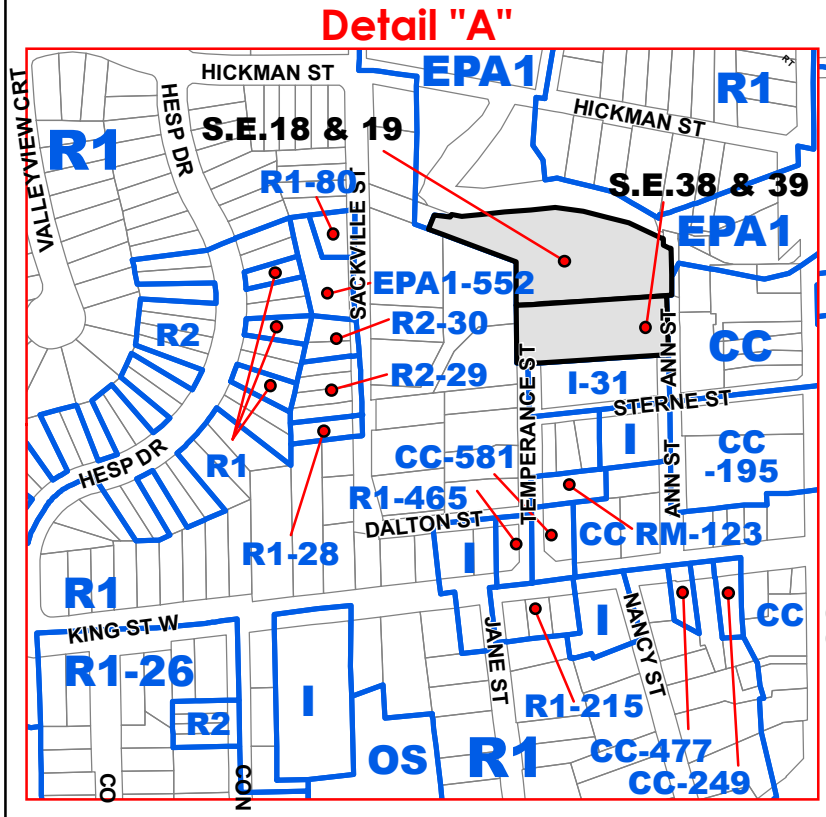 Detail "A"
HICKMAN ST
EPA1
R1
HESP DR
VALLEYVIEW CRT
R1
HICKMAN ST
RT
S.E.18 & 19
R1-80
S.E.38 & 39
SACKVILLE ST
EPA1
EPA1-552
R2-30
R2
CC
ANN ST
R2-29
TEMPERANCE ST
I-31
STERNE ST
HESP DR
R1
CC-581
I
CC
-195
R1-465
ANN ST
DALTON ST
CC
RM-123
R1-28
I
R1
KING ST W
JANE ST
I
NANCY ST
CC
R1-26
R2
I
R1-215
OS
R1
CC-477
CC-249
CO
CON